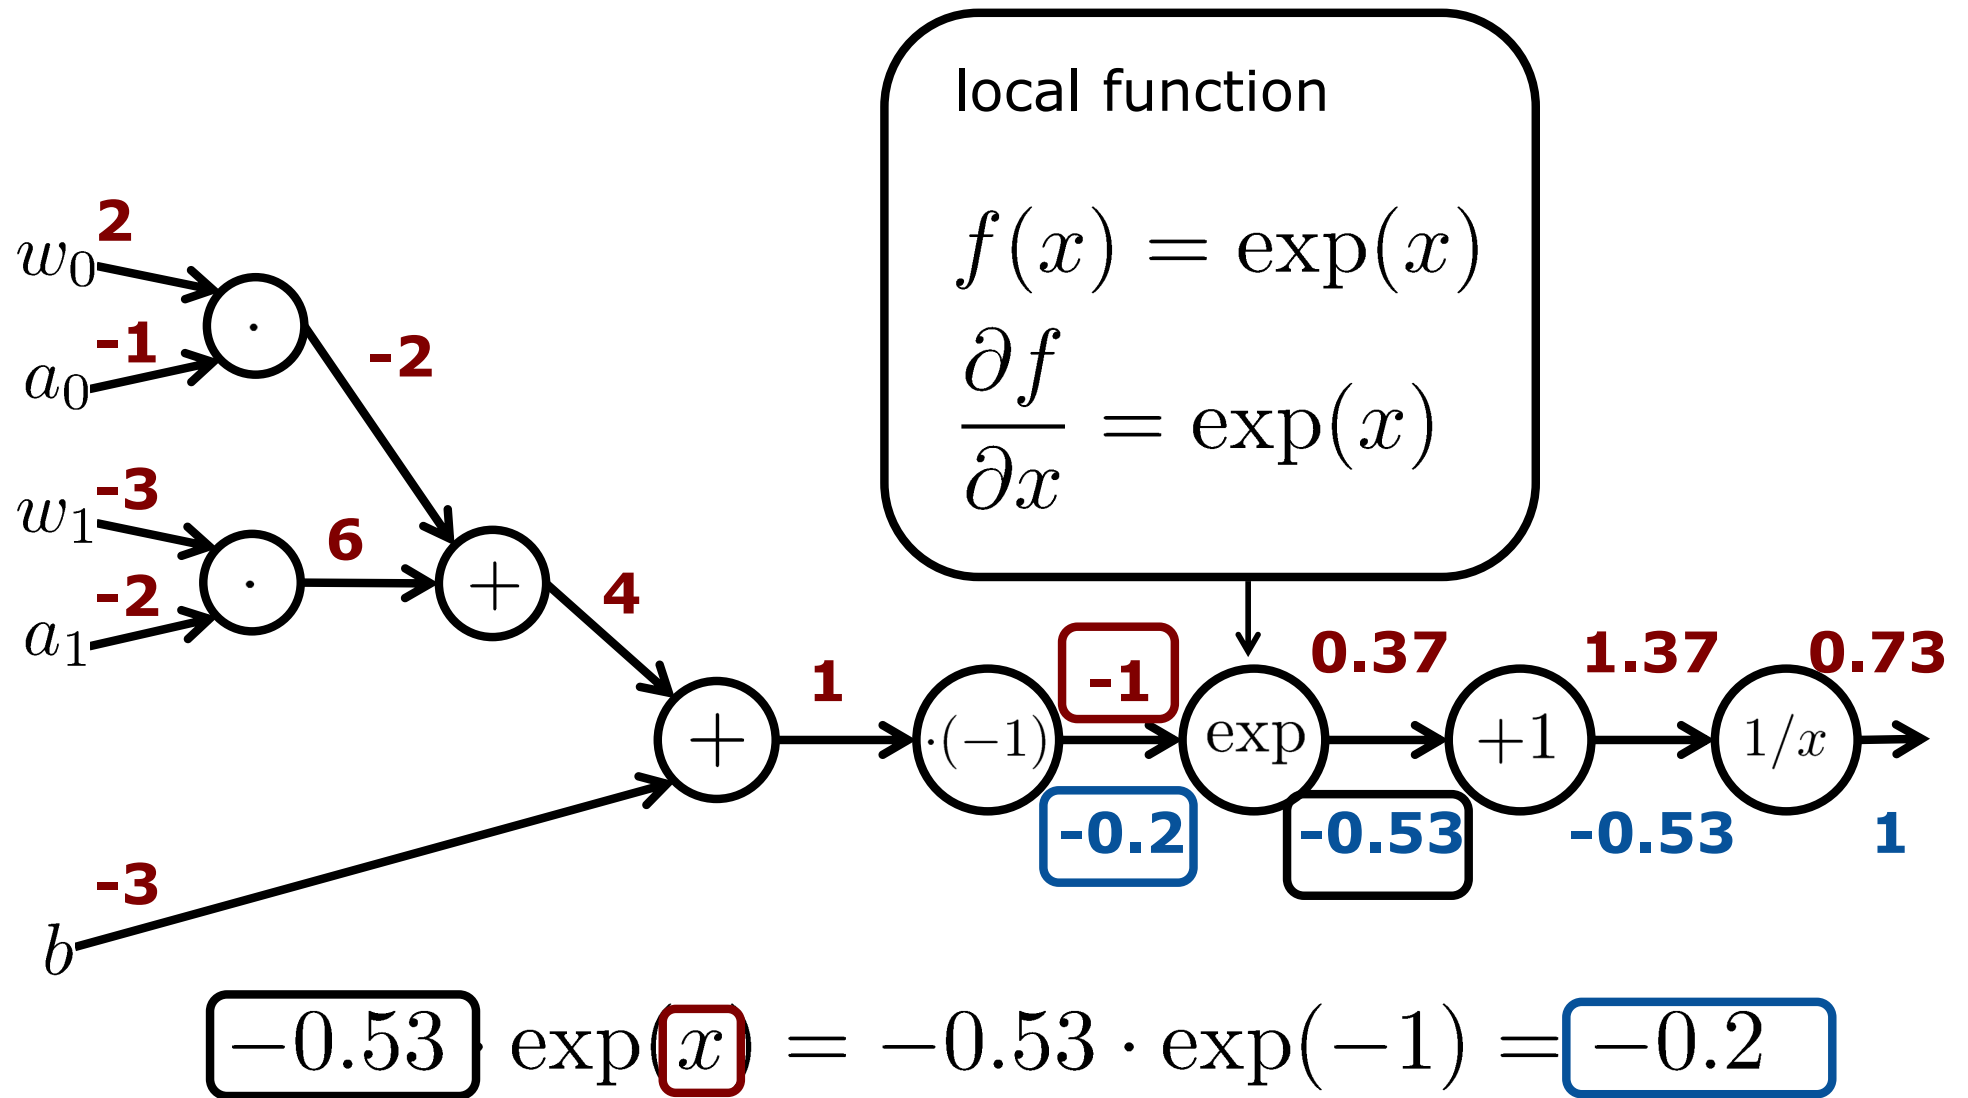 local function
f(x) = exp(x)
∂f/∂x = exp(x)
w₀ 2
a₀ -1
·
-2
w₁ -3
a₁ -2
·
6
+
4
b -3
+
1
·(−1)
-1
-0.2
exp
0.37
-0.53
+1
1.37
-0.53
1/x
0.73
1
−0.53 · exp(x) = −0.53 · exp(−1) = −0.2